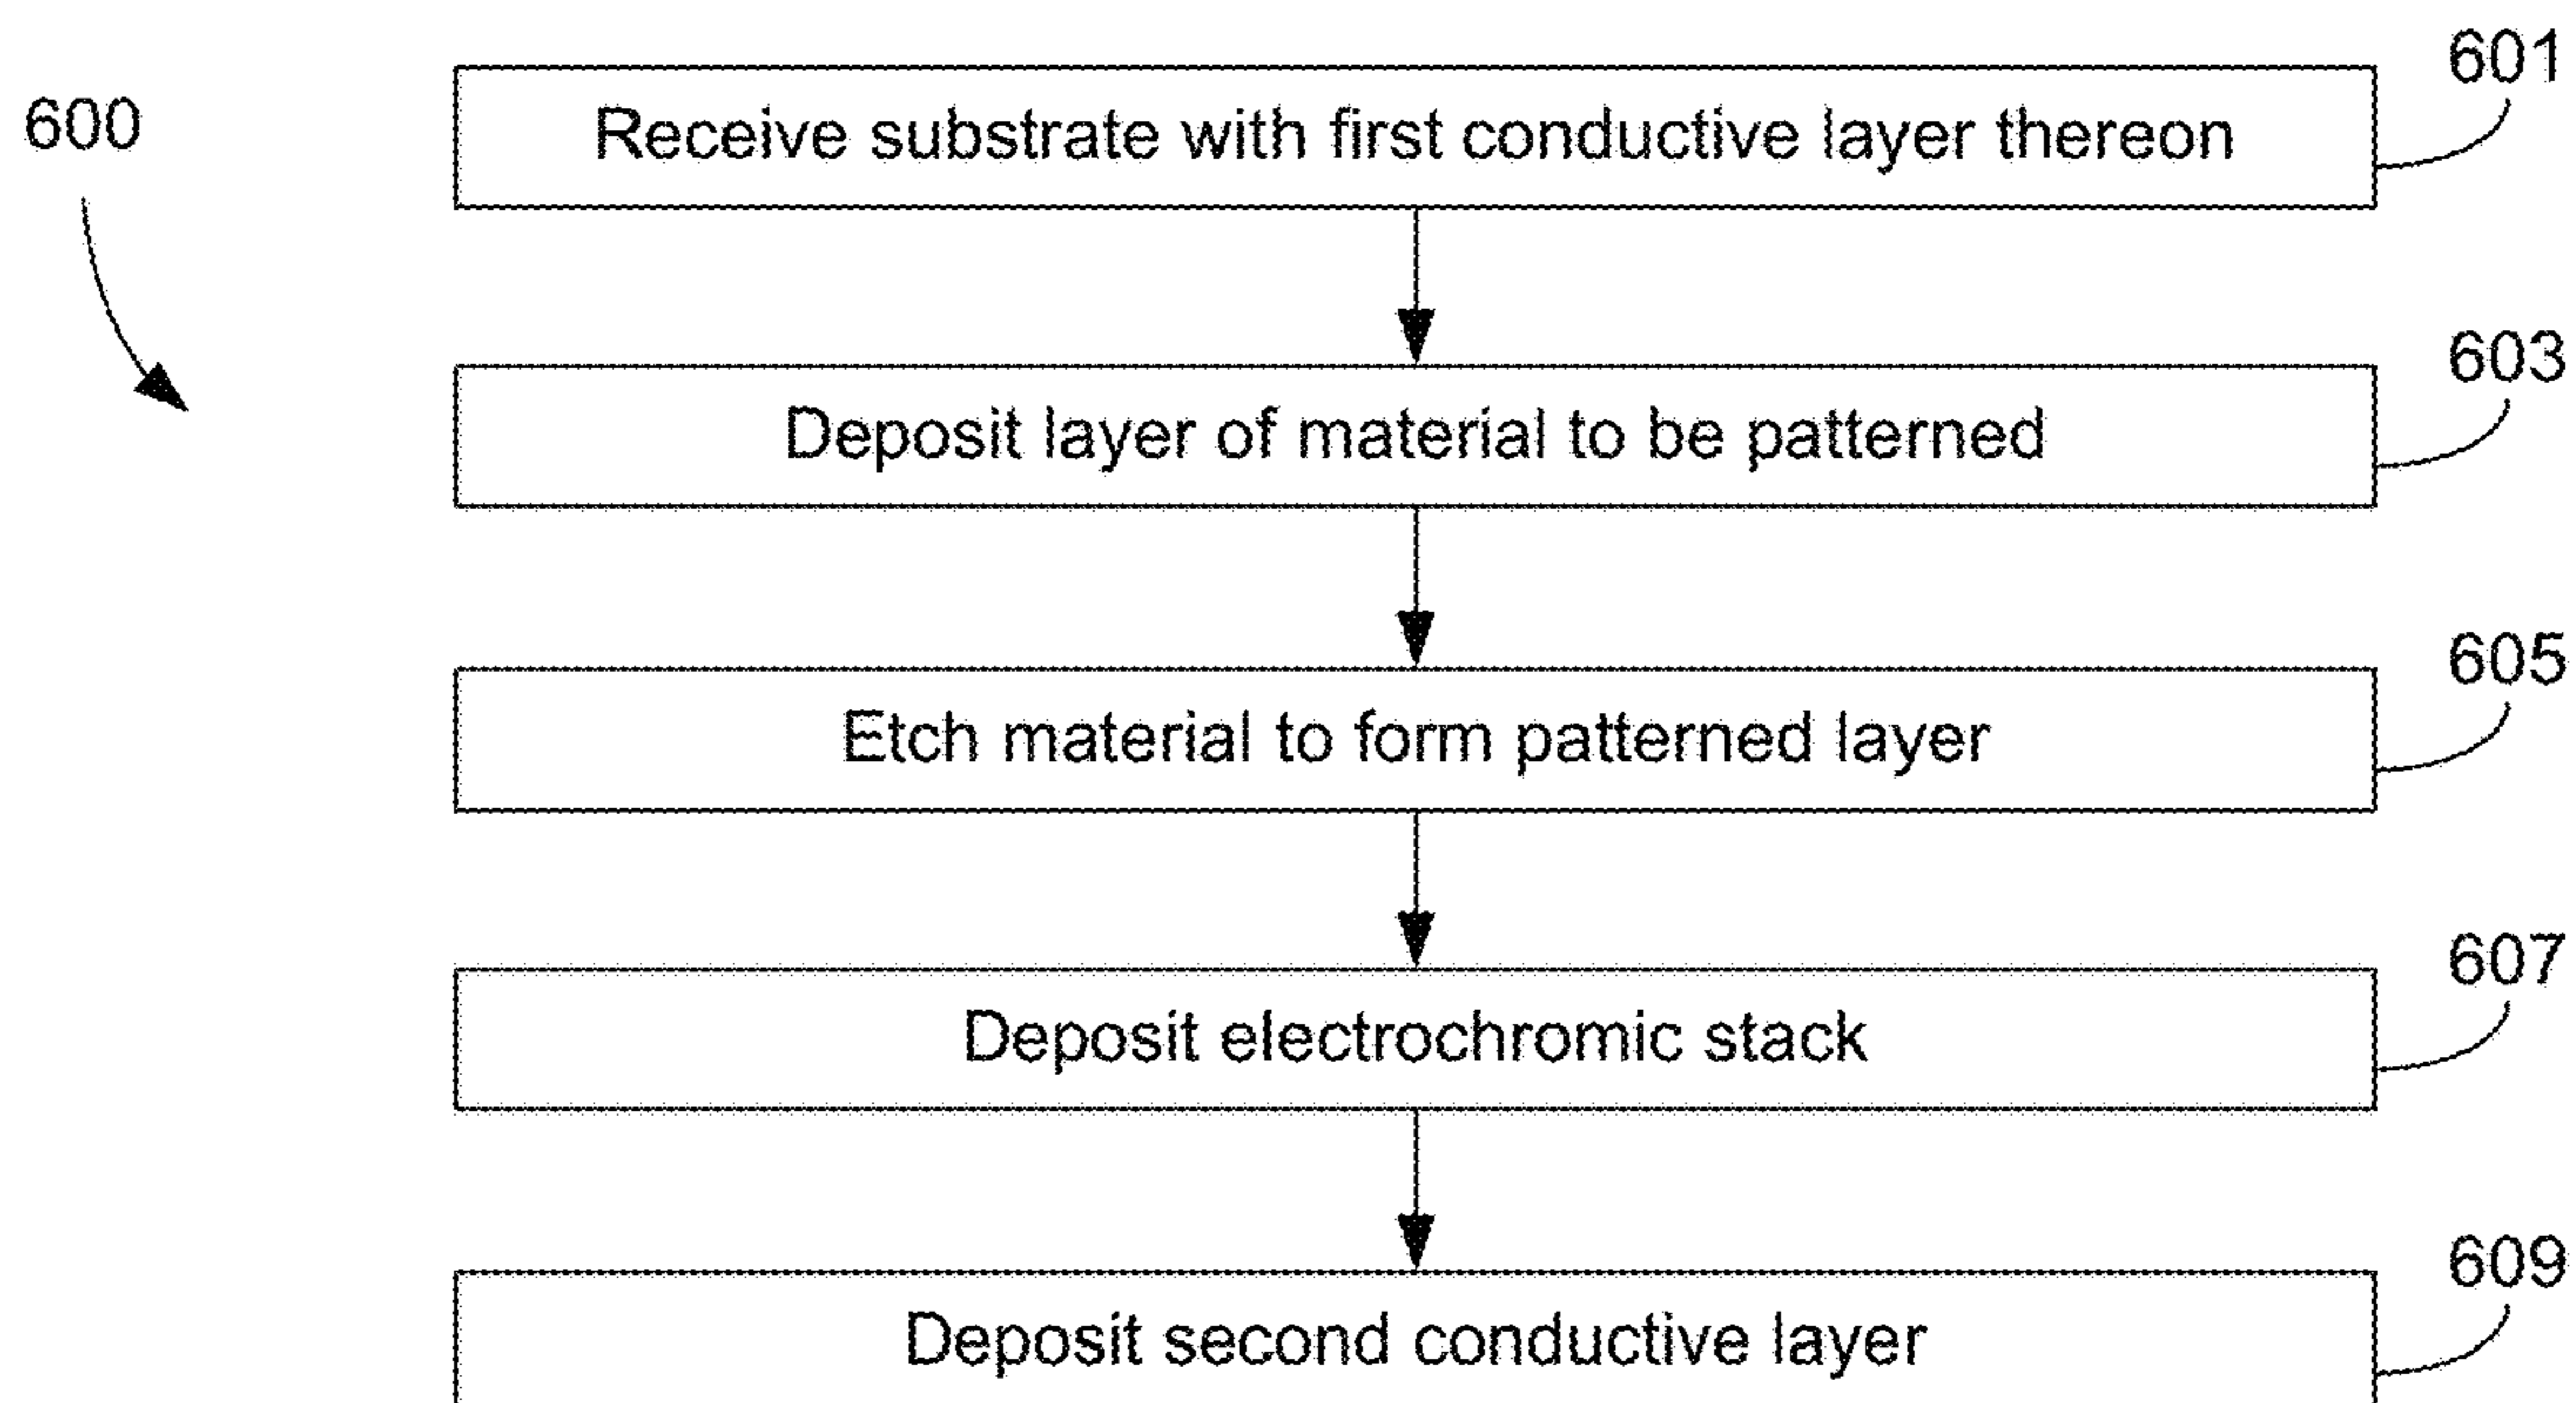 600
601
Receive substrate with first conductive layer thereon
603
Deposit layer of material to be patterned
605
Etch material to form patterned layer
607
Deposit electrochromic stack
609
Deposit second conductive layer